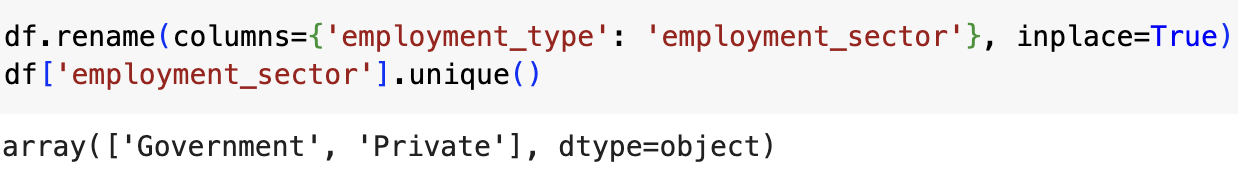 df.rename(columns={'employment_type': 'employment_sector'}, inplace=True)
df['employment_sector'].unique()
array(['Government', 'Private'], dtype=object)